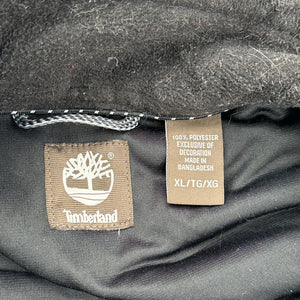 Timberland
100% POLYESTER
EXCLUSIVE OF
DECORATION
MADE IN
BANGLADESH
XL/TG/XG